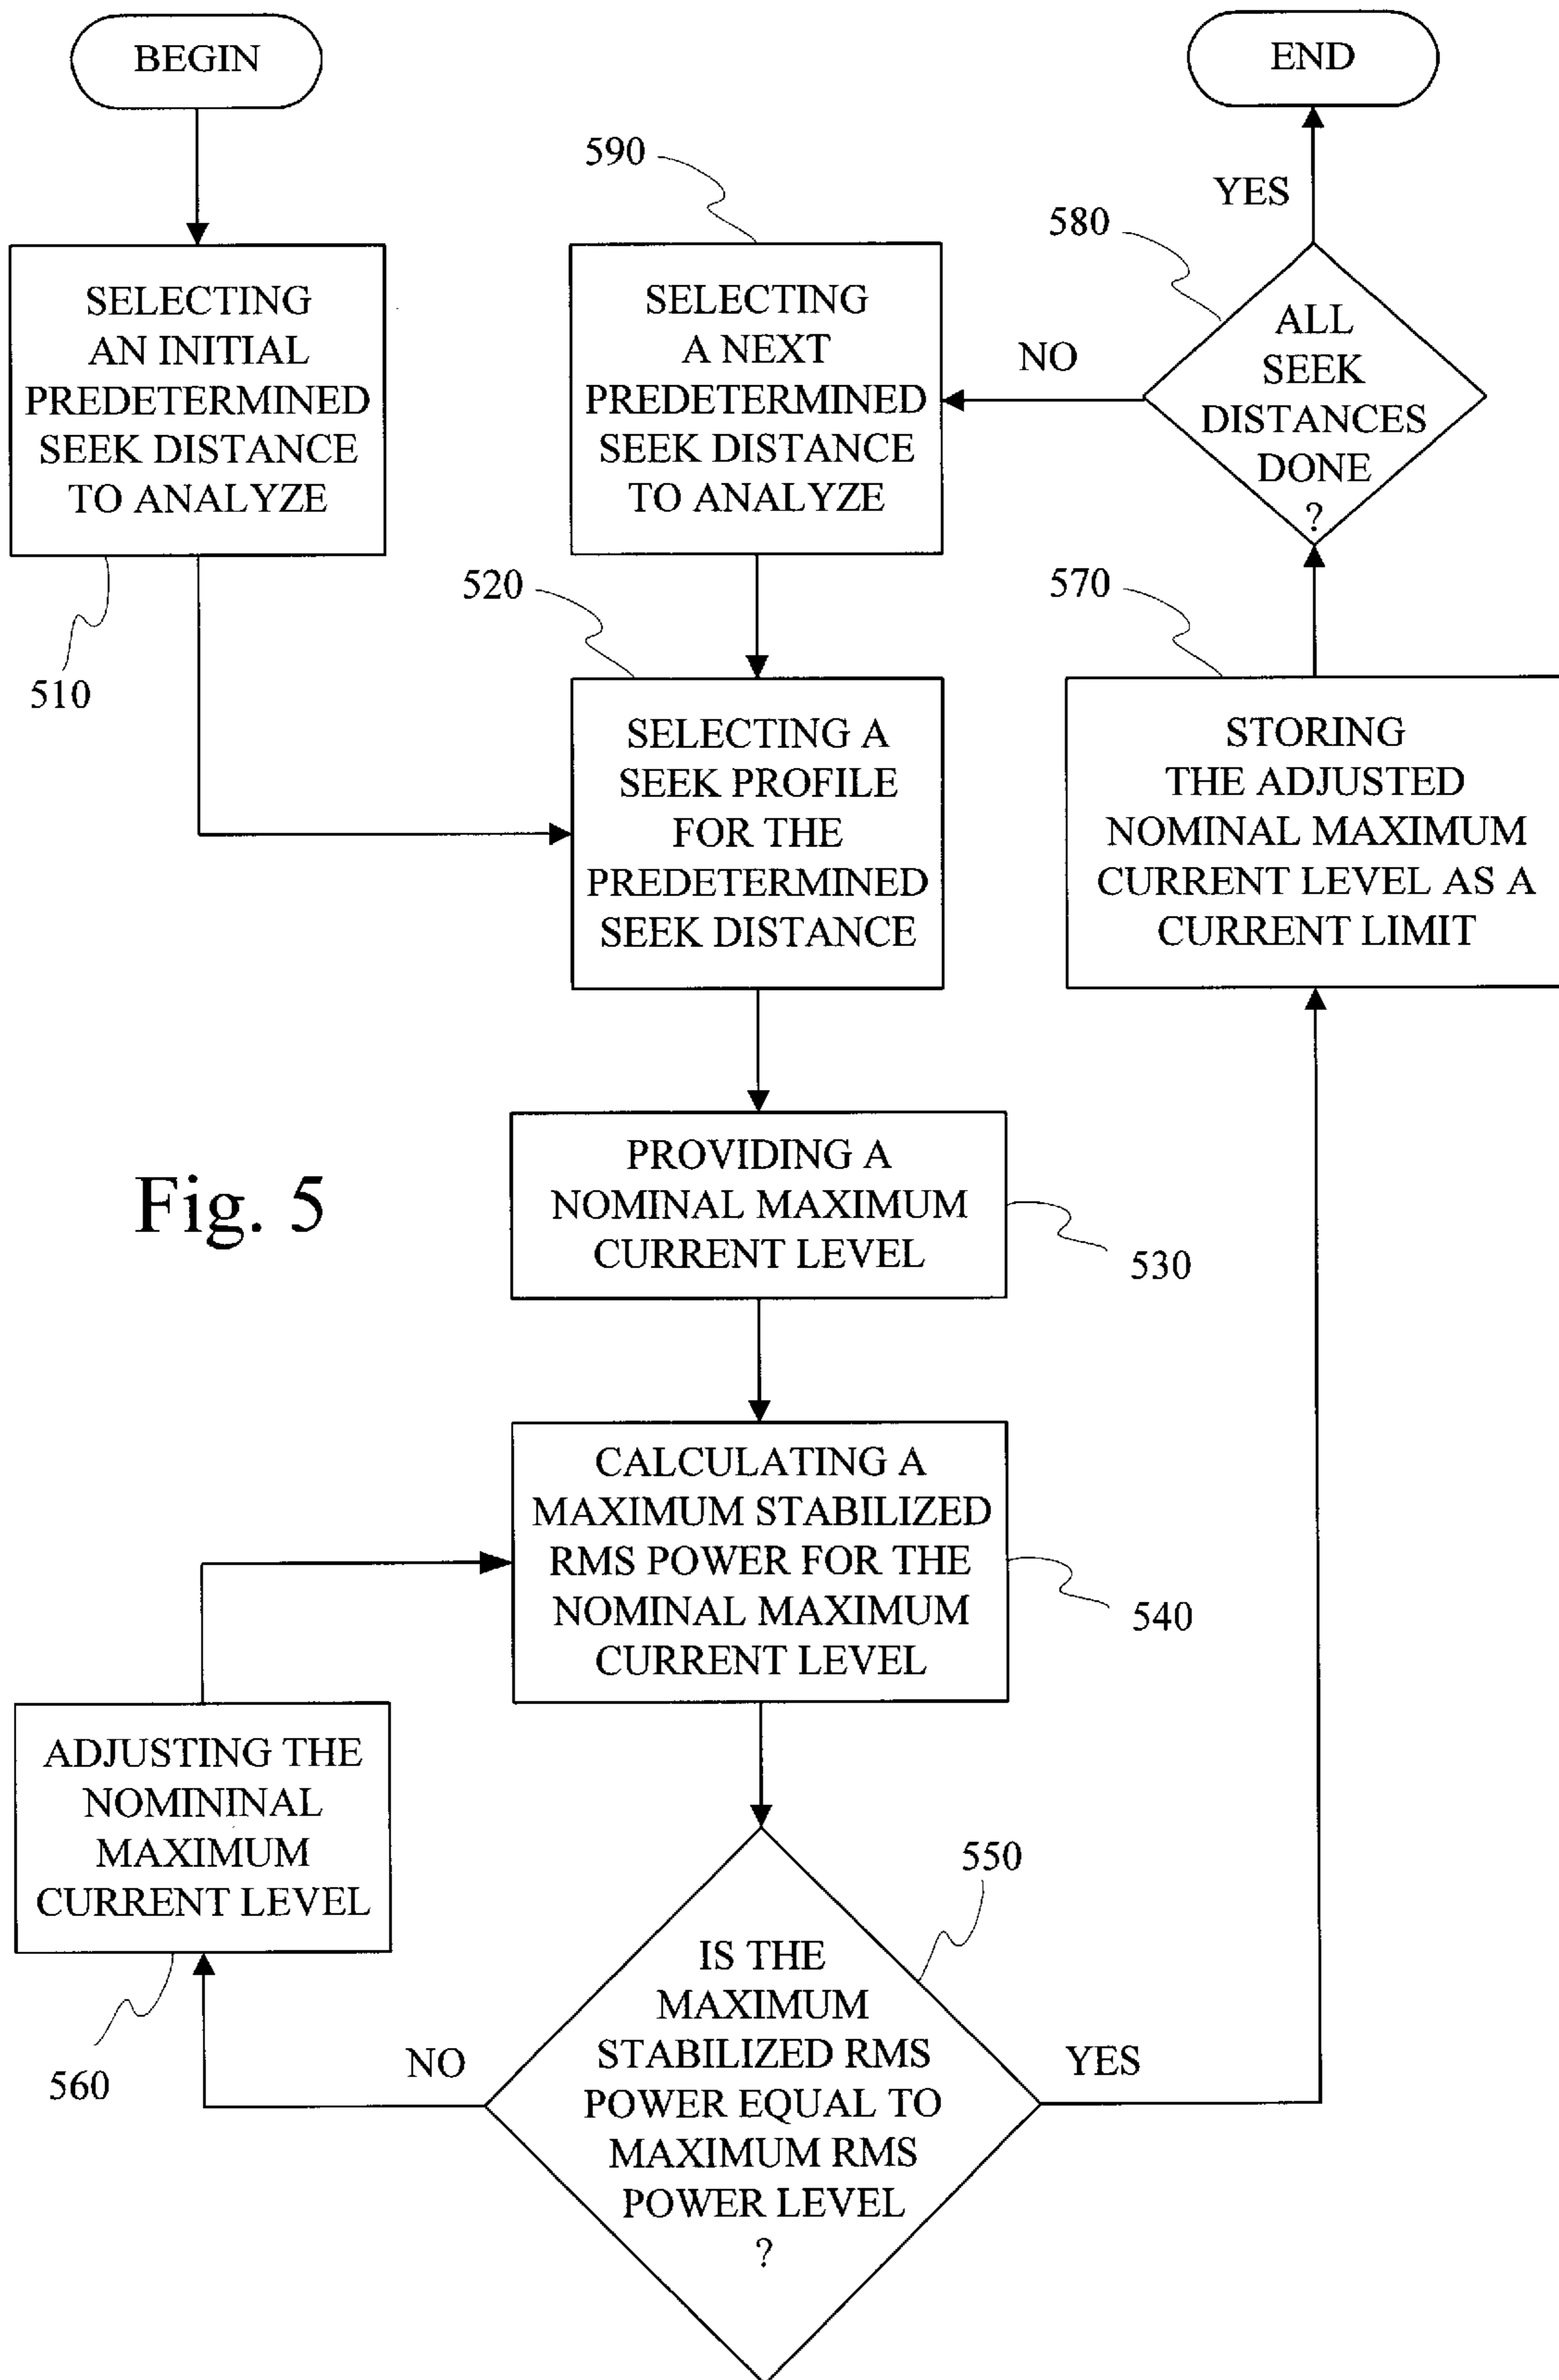 BEGIN
END
590
YES
580
SELECTING
AN INITIAL
PREDETERMINED
SEEK DISTANCE
TO ANALYZE
SELECTING
A NEXT
PREDETERMINED
SEEK DISTANCE
TO ANALYZE
NO
ALL
SEEK
DISTANCES
DONE
?
520
570
510
SELECTING A
SEEK PROFILE
FOR THE
PREDETERMINED
SEEK DISTANCE
STORING
THE ADJUSTED
NOMINAL MAXIMUM
CURRENT LEVEL AS A
CURRENT LIMIT
Fig. 5
PROVIDING A
NOMINAL MAXIMUM
CURRENT LEVEL
530
CALCULATING A
MAXIMUM STABILIZED
RMS POWER FOR THE
NOMINAL MAXIMUM
CURRENT LEVEL
540
ADJUSTING THE
NOMININAL
MAXIMUM
CURRENT LEVEL
550
560
NO
IS THE
MAXIMUM
STABILIZED RMS
POWER EQUAL TO
MAXIMUM RMS
POWER LEVEL
?
YES